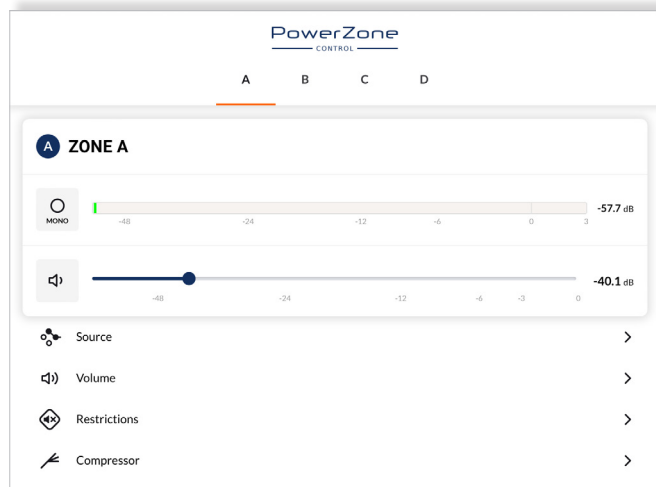 PowerZone
CONTROL
A B C D
A ZONE A
MONO
-57.7 dB
-48 -24 -12 -6 0 3
-40.1 dB
-48 -24 -12 -6 -3 0
Source
Volume
Restrictions
Compressor